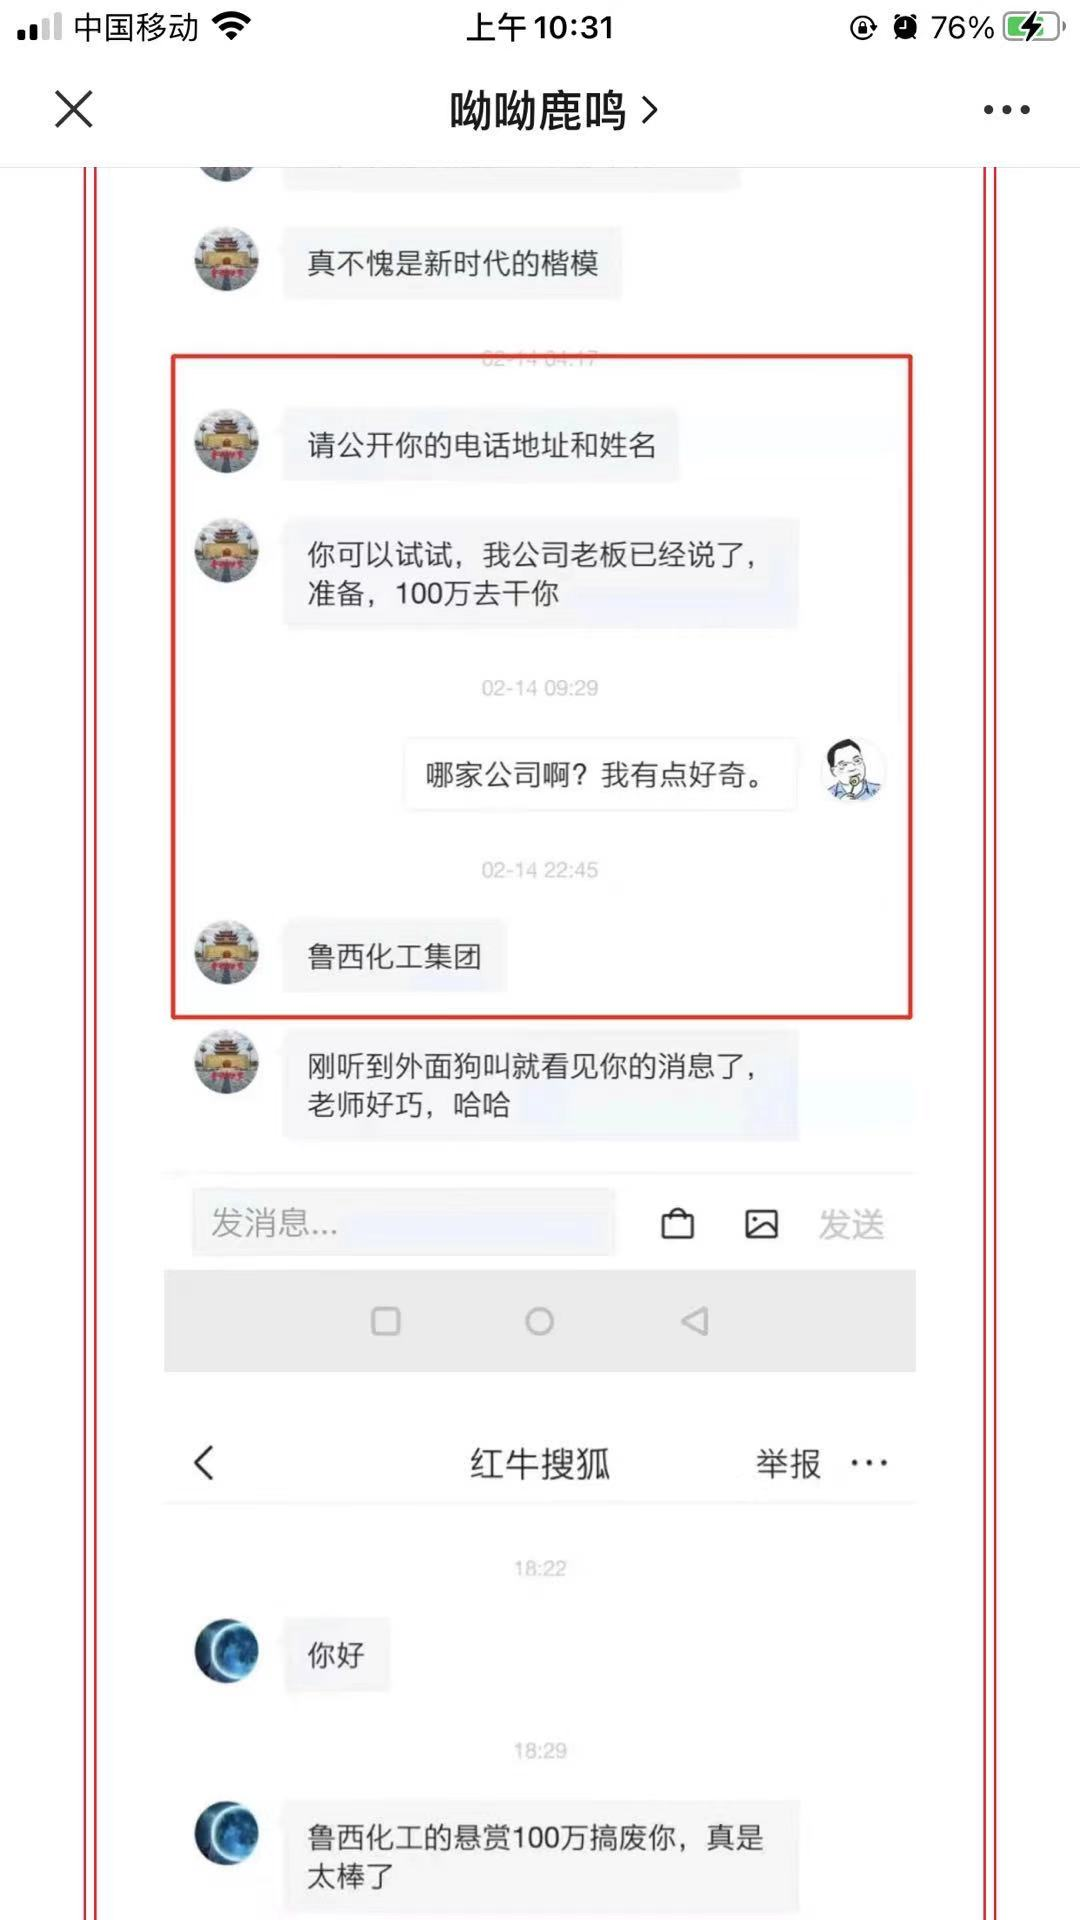 中国移动 上午10:31 76%
呦呦鹿鸣
真不愧是新时代的楷模
02-14 04:17
请公开你的电话地址和姓名
你可以试试，我公司老板已经说了，
准备，100万去干你
02-14 09:29
哪家公司啊？我有点好奇。
02-14 22:45
鲁西化工集团
刚听到外面狗叫就看见你的消息了，
老师好巧，哈哈
发消息... 发送
红牛搜狐 举报
18:22
你好
18:29
鲁西化工的悬赏100万搞废你，真是
太棒了